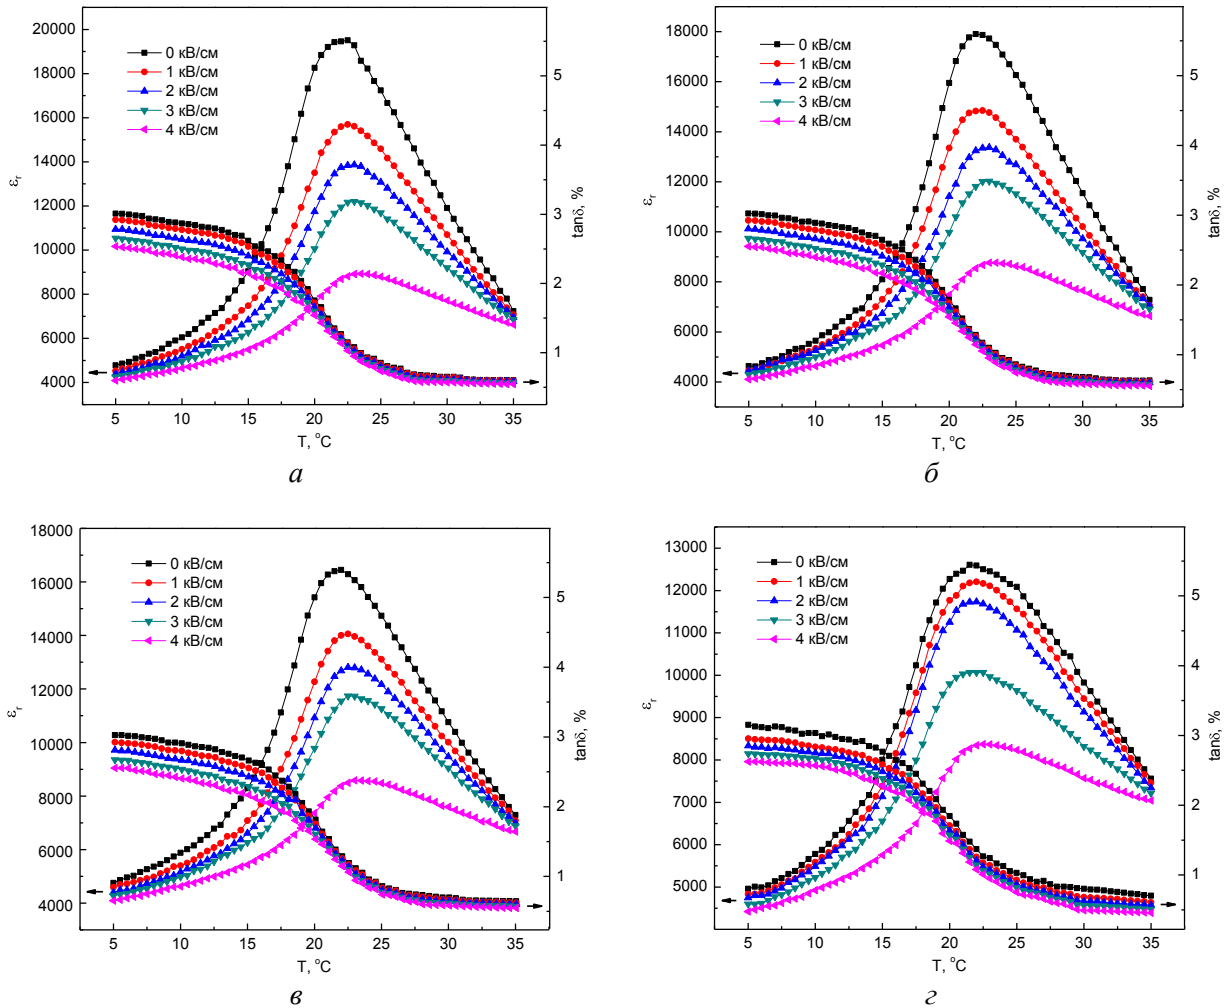 20000
18000
16000
14000
12000
10000
8000
6000
4000
εr
0 кВ/см
1 кВ/см
2 кВ/см
3 кВ/см
4 кВ/см
5
4
3
2
1
tanδ, %
5 10 15 20 25 30 35
T, °C
а
18000
16000
14000
12000
10000
8000
6000
4000
εr
0 кВ/см
1 кВ/см
2 кВ/см
3 кВ/см
4 кВ/см
5
4
3
2
1
tanδ, %
5 10 15 20 25 30 35
T, °C
б
18000
16000
14000
12000
10000
8000
6000
4000
εr
0 кВ/см
1 кВ/см
2 кВ/см
3 кВ/см
4 кВ/см
5
4
3
2
1
tanδ, %
5 10 15 20 25 30 35
T, °C
в
13000
12000
11000
10000
9000
8000
7000
6000
5000
εr
0 кВ/см
1 кВ/см
2 кВ/см
3 кВ/см
4 кВ/см
5
4
3
2
1
tanδ, %
5 10 15 20 25 30 35
T, °C
г